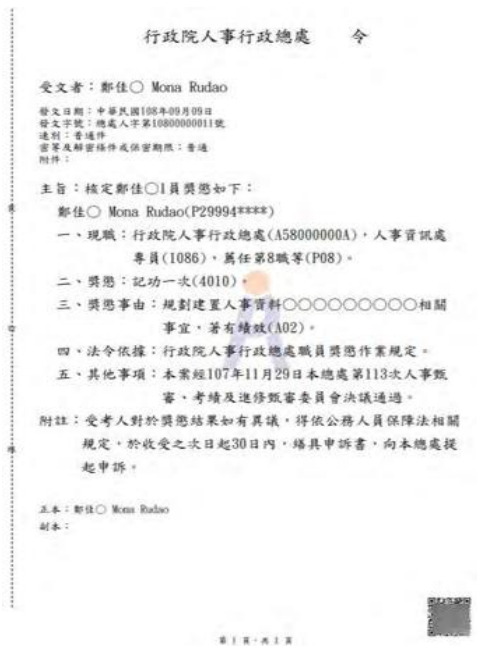 行政院人事行政總處　　令
受文者：鄭佳○ Mona Rudao
發文日期：中華民國108年09月09日
發文字號：總處人字第10800000011號
速別：普通件
密等及解密條件或保密期限：普通
附件：
主旨：核定鄭佳○1員獎懲如下：
鄭佳○ Mona Rudao(P29994****)
一、現職：行政院人事行政總處(A58000000A)，人事資訊處
專員(1086)，薦任第8職等(P08)。
二、獎懲：記功一次(4010)。
三、獎懲事由：規劃建置人事資料○○○○○○○○○相關
事宜，著有績效(A02)。
四、法令依據：行政院人事行政總處職員獎懲作業規定。
五、其他事項：本案經107年11月29日本總處第113次人事甄
審、考績及進修甄審委員會決議通過。
附註：受考人對於獎懲結果如有異議，得依公務人員保障法相關
規定，於收受之次日起30日內，繕具申訴書，向本總處提
起申訴。
正本：鄭佳○ Mona Rudao
副本：
第 1 頁，共 1 頁
裝
訂
線